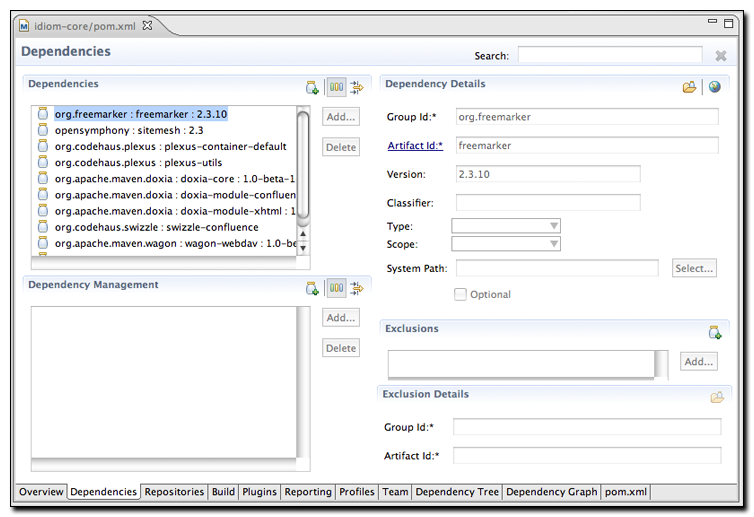 idiom-core/pom.xml
Dependencies
Search:
Dependencies
org.freemarker : freemarker : 2.3.10
opensymphony : sitemesh : 2.3
org.codehaus.plexus : plexus-container-default
org.codehaus.plexus : plexus-utils
org.apache.maven.doxia : doxia-core : 1.0-beta-1
org.apache.maven.doxia : doxia-module-confluen
org.apache.maven.doxia : doxia-module-xhtml : 1
org.codehaus.swizzle : swizzle-confluence
org.apache.maven.wagon : wagon-webdav : 1.0-be
Add...
Delete
Dependency Management
Add...
Delete
Dependency Details
Group Id:* org.freemarker
Artifact Id:* freemarker
Version: 2.3.10
Classifier:
Type:
Scope:
System Path: Select...
Optional
Exclusions
Add...
Exclusion Details
Group Id:*
Artifact Id:*
Overview Dependencies Repositories Build Plugins Reporting Profiles Team Dependency Tree Dependency Graph pom.xml